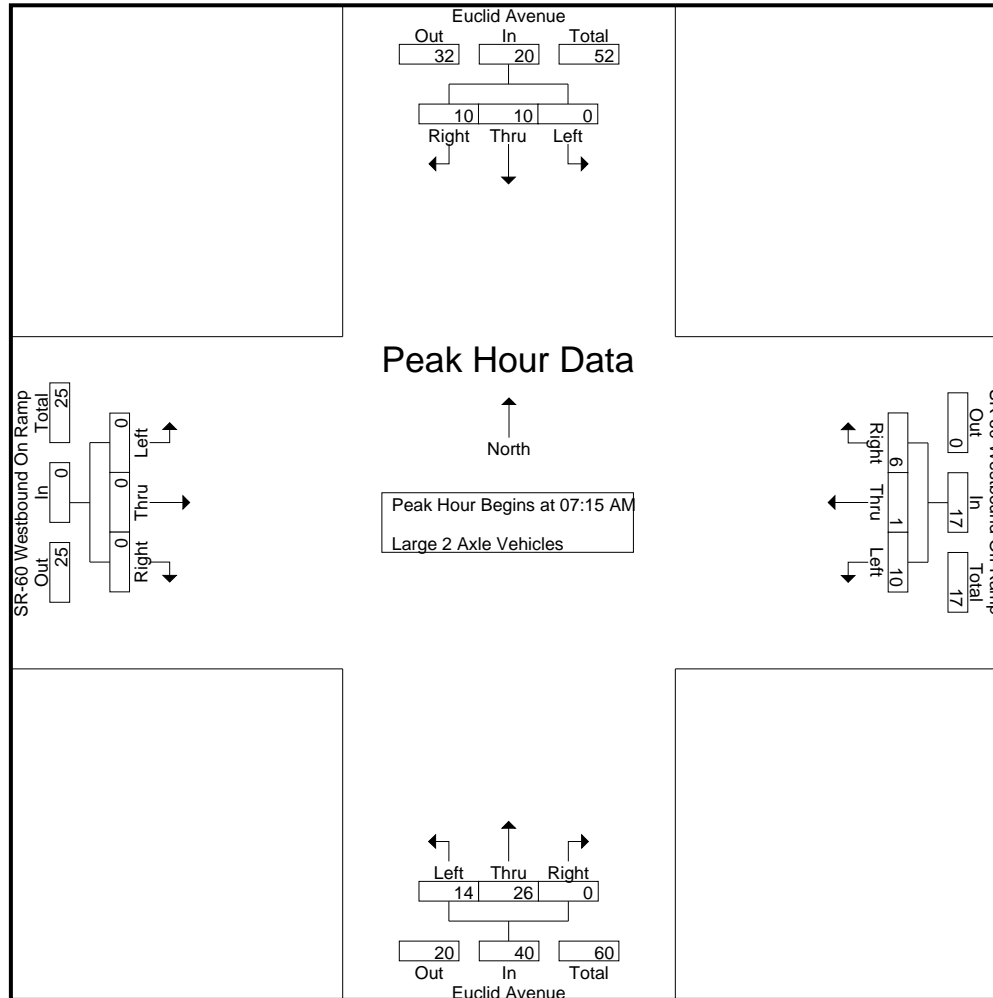 Euclid Avenue
Out In Total
32 20 52
10 10 0
Right Thru Left
Peak Hour Data
North
Peak Hour Begins at 07:15 AM
Large 2 Axle Vehicles
SR-60 Westbound On Ramp
Total In Out
25 0 25
0 0 0
Left Thru Right
Right Thru Left
6 1 10
Out In Total
0 17 17
Left Thru Right
14 26 0
20 40 60
Out In Total
Euclid Avenue